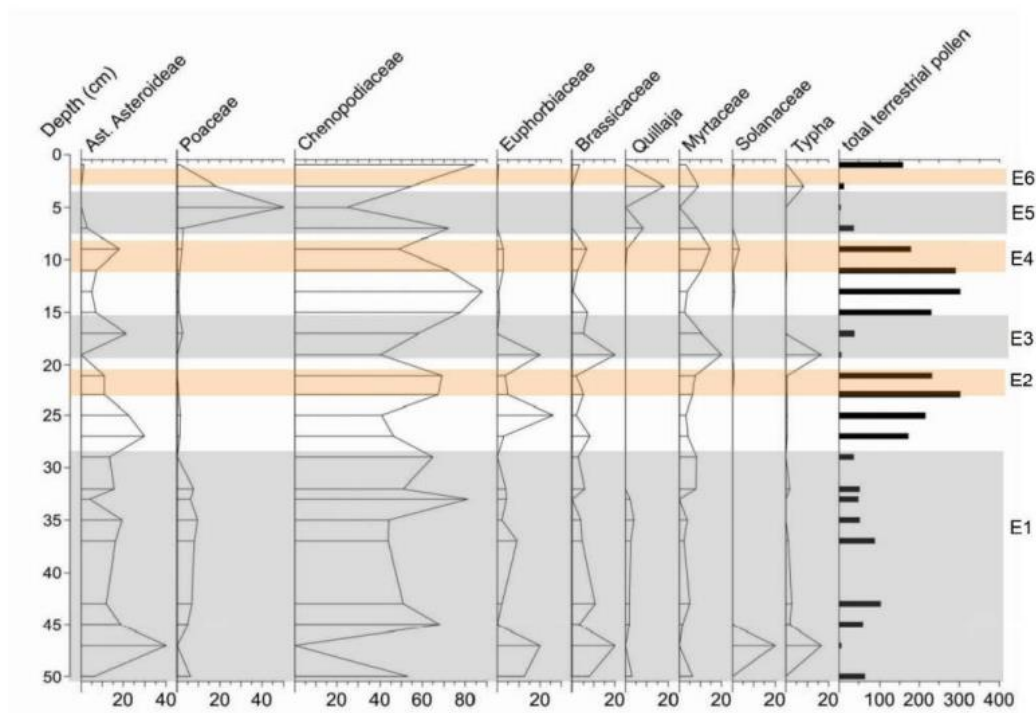 Depth (cm)
Ast. Asteroideae
Poaceae
Chenopodiaceae
Euphorbiaceae
Brassicaceae
Quillaja
Myrtaceae
Solanaceae
Typha
total terrestrial pollen
0
5
10
15
20
25
30
35
40
45
50
E6
E5
E4
E3
E2
E1
20 40 20 40 20 40 60 80 20 20 20 20 20 20 100 200 300 400